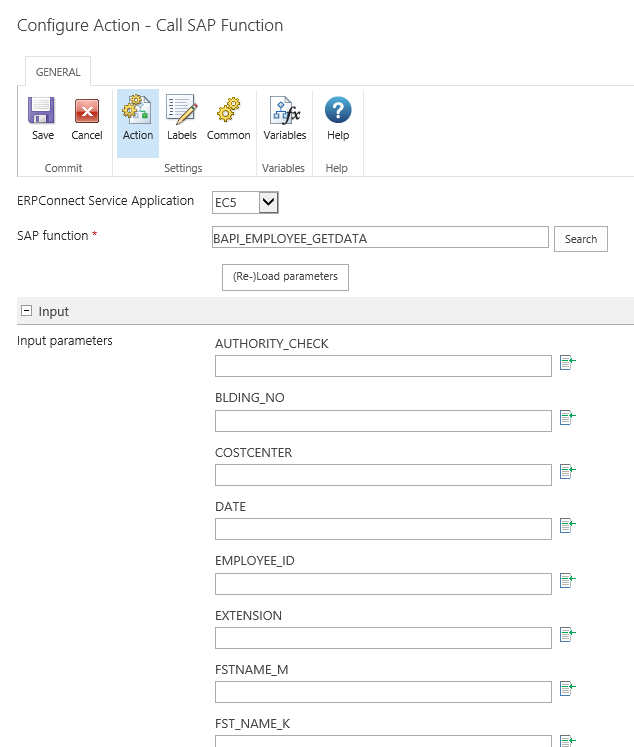 Configure Action - Call SAP Function
GENERAL
Save Cancel Action Labels Common Variables Help
Commit Settings Variables Help
ERPConnect Service Application EC5
SAP function * BAPI_EMPLOYEE_GETDATA Search
(Re-)Load parameters
Input
Input parameters AUTHORITY_CHECK
BLDING_NO
COSTCENTER
DATE
EMPLOYEE_ID
EXTENSION
FSTNAME_M
FST_NAME_K